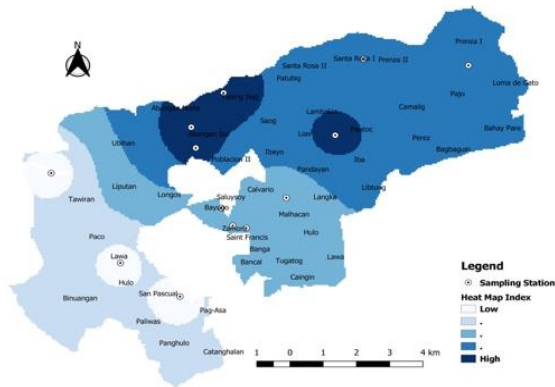 N
Prenza I
Santa Rosa I
Prenza II
Santa Rosa II
Patubig
Loma de Gato
Pajo
Abangan Norte
Lambakin
Camalig
Saog
Lias
Abangan Sur
Bahay Pare
Perez
Ubihan
Poblacion II
Ibayo
Iba
Bagbaguin
Pandayan
Liputan
Calvario
Libtong
Longos
Saluysoy
Langka
Tawiran
Bayugo
Malhacan
Zamora
Saint Francis
Hulo
Paco
Banga
Lawa
Bancal
Tugatog
Lawa
Caingin
Hulo
Binuangan
San Pascual
Pag-Asa
Paliwas
Panghulo
Catanghalan
Legend
Sampling Station
Heat Map Index
Low
.
.
.
High
1 0 1 2 3 4 km